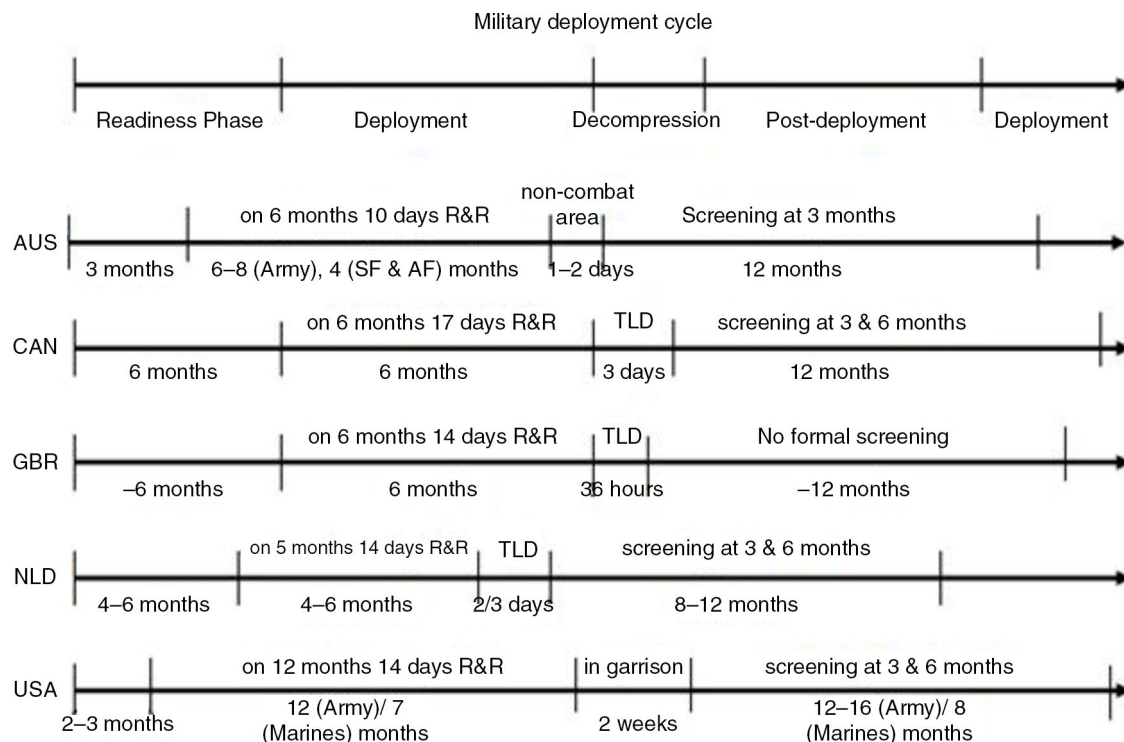 Military deployment cycle
Readiness Phase Deployment Decompression Post-deployment Deployment
non-combat
on 6 months 10 days R&R area Screening at 3 months
AUS
3 months 6–8 (Army), 4 (SF & AF) months 1–2 days 12 months
on 6 months 17 days R&R TLD screening at 3 & 6 months
CAN
6 months 6 months 3 days 12 months
on 6 months 14 days R&R TLD No formal screening
GBR
–6 months 6 months 36 hours –12 months
on 5 months 14 days R&R TLD screening at 3 & 6 months
NLD
4–6 months 4–6 months 2/3 days 8–12 months
on 12 months 14 days R&R in garrison screening at 3 & 6 months
USA
2–3 months 12 (Army)/ 7 2 weeks 12–16 (Army)/ 8
(Marines) months (Marines) months